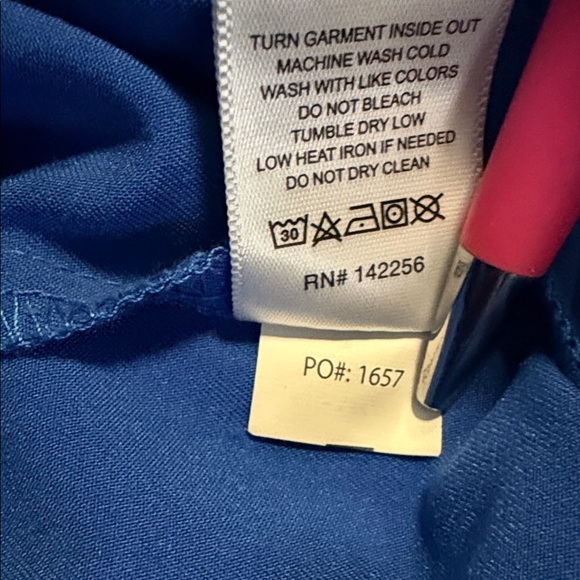 TURN GARMENT INSIDE OUT
MACHINE WASH COLD
WASH WITH LIKE COLORS
DO NOT BLEACH
TUMBLE DRY LOW
LOW HEAT IRON IF NEEDED
DO NOT DRY CLEAN
30
RN# 142256
PO#: 1657